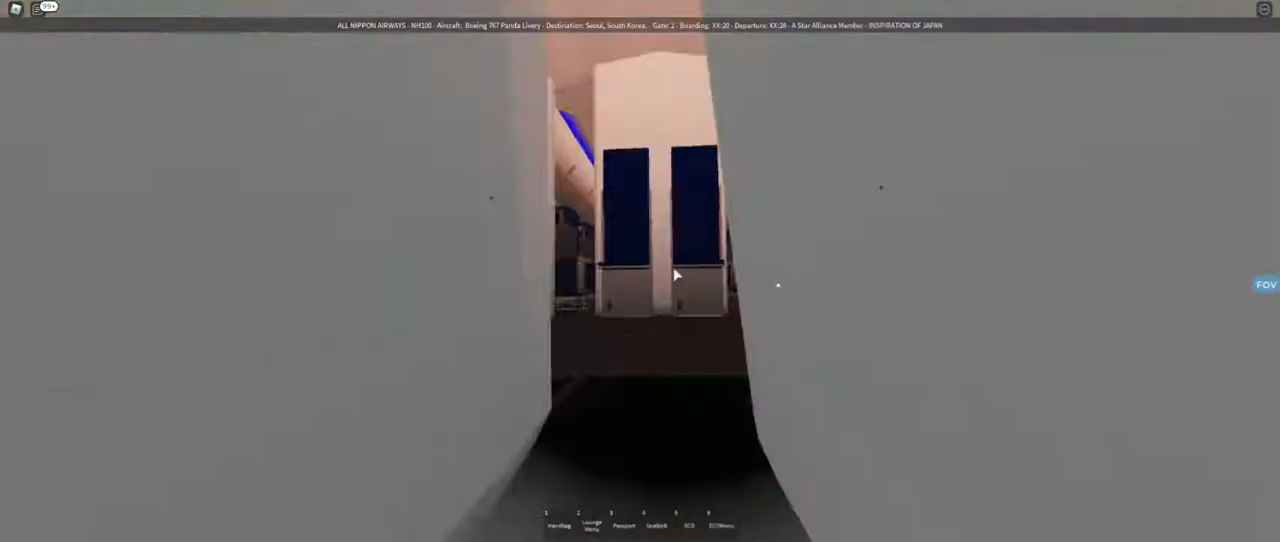 99+
ALL NIPPON AIRWAYS - NH100 - Aircraft: Boeing 767 Panda Livery - Destination: Seoul, South Korea. - Gate: 2 - Boarding: XX:20 - Departure: XX:28 - A Star Alliance Member - INSPIRATION OF JAPAN
FOV
1 2 3 4 5 6
Handbag Lounge Menu Passport Seatbelt ECO ECOMenu